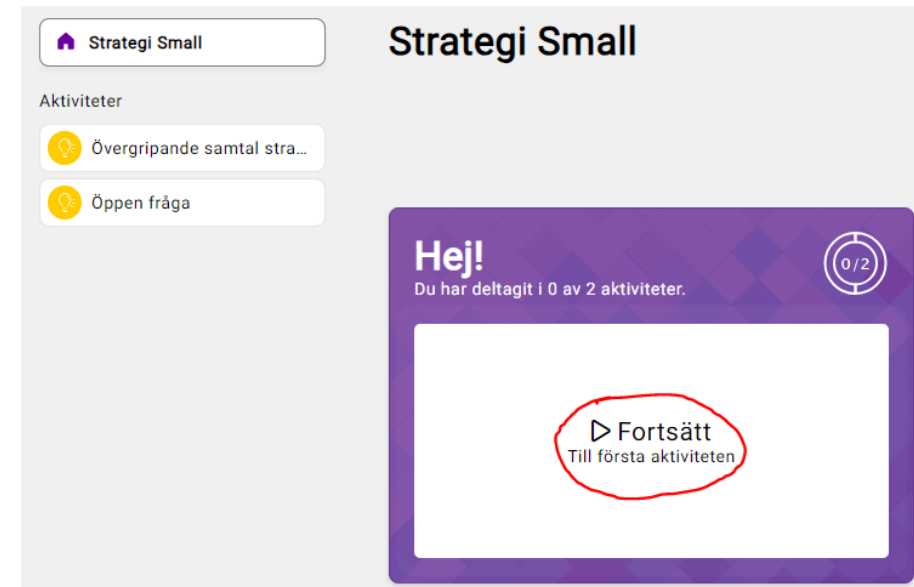 Strategi Small
Aktiviteter
Övergripande samtal stra...
Öppen fråga
Strategi Small
Hej!
Du har deltagit i 0 av 2 aktiviteter.
0/2
Fortsätt
Till första aktiviteten